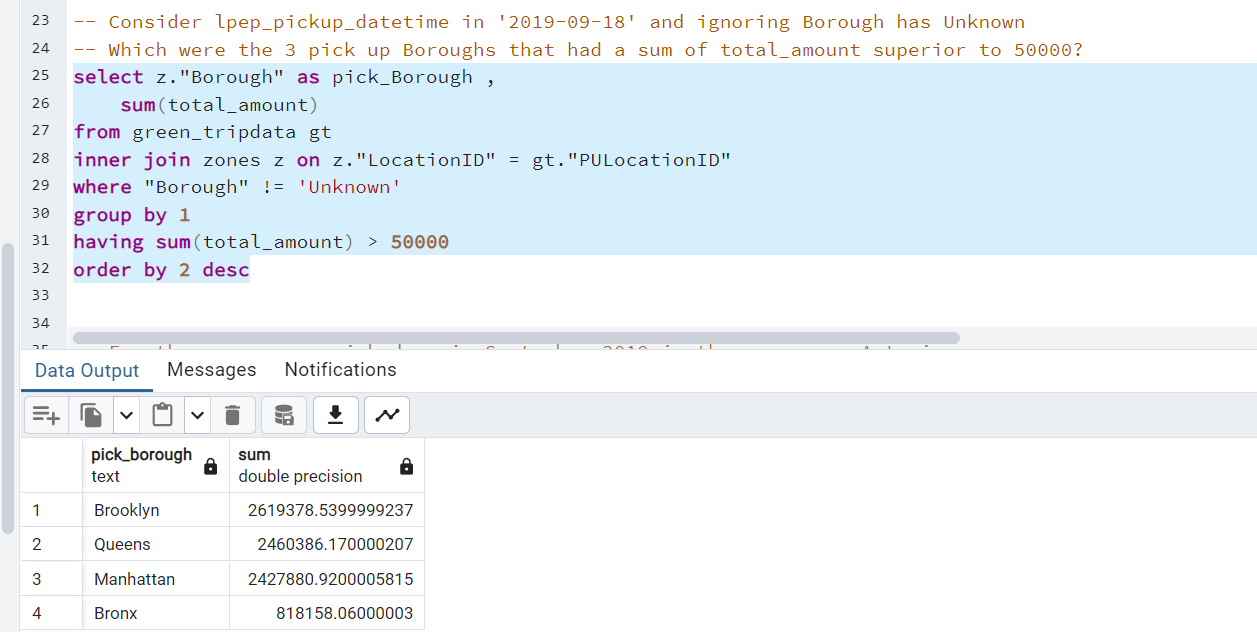 23 -- Consider lpep_pickup_datetime in '2019-09-18' and ignoring Borough has Unknown
24 -- Which were the 3 pick up Boroughs that had a sum of total_amount superior to 50000?
25 select z."Borough" as pick_Borough ,
26 sum(total_amount)
27 from green_tripdata gt
28 inner join zones z on z."LocationID" = gt."PULocationID"
29 where "Borough" != 'Unknown'
30 group by 1
31 having sum(total_amount) > 50000
32 order by 2 desc
33
34
Data Output Messages Notifications
pick_borough sum
text double precision
1 Brooklyn 2619378.5399999237
2 Queens 2460386.170000207
3 Manhattan 2427880.9200005815
4 Bronx 818158.06000003